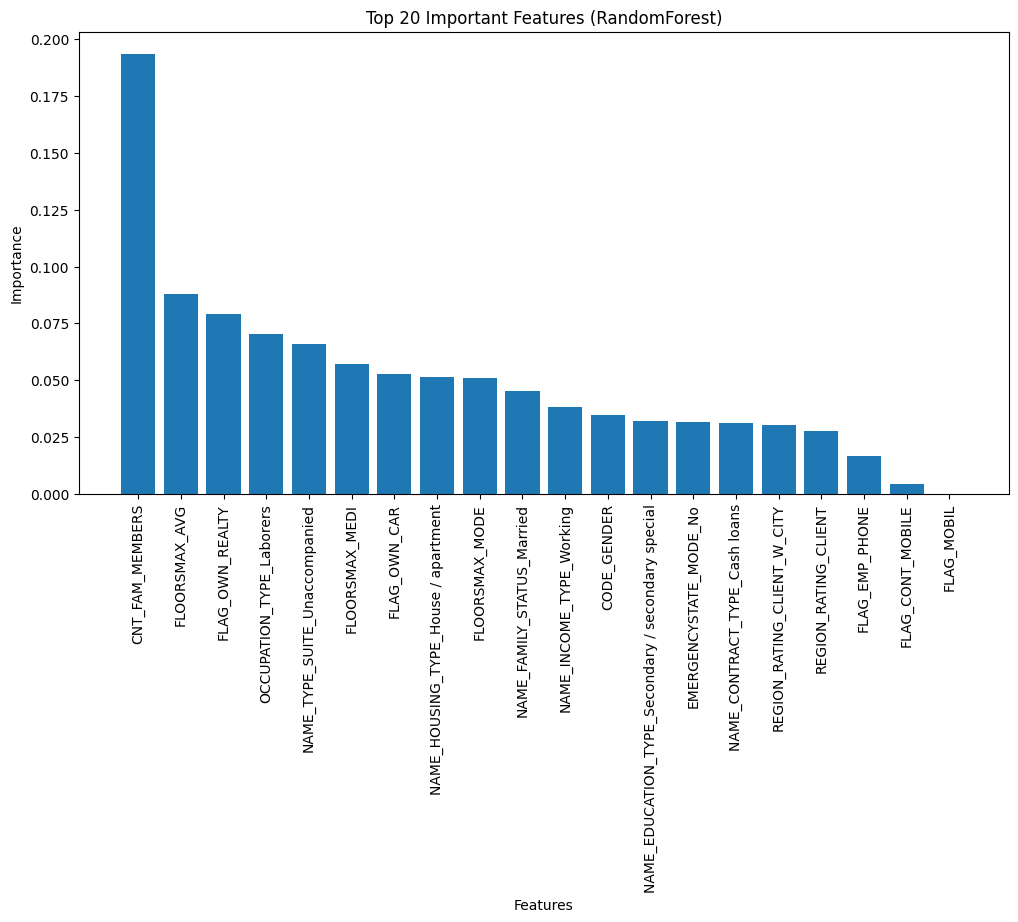 Top 20 Important Features (RandomForest)
0.200
0.175
0.150
0.125
0.100
0.075
0.050
0.025
0.000
Importance
CNT_FAM_MEMBERS
FLOORSMAX_AVG
FLAG_OWN_REALTY
OCCUPATION_TYPE_Laborers
NAME_TYPE_SUITE_Unaccompanied
FLOORSMAX_MEDI
FLAG_OWN_CAR
NAME_HOUSING_TYPE_House / apartment
FLOORSMAX_MODE
NAME_FAMILY_STATUS_Married
NAME_INCOME_TYPE_Working
CODE_GENDER
NAME_EDUCATION_TYPE_Secondary / secondary special
EMERGENCYSTATE_MODE_No
NAME_CONTRACT_TYPE_Cash loans
REGION_RATING_CLIENT_W_CITY
REGION_RATING_CLIENT
FLAG_EMP_PHONE
FLAG_CONT_MOBILE
FLAG_MOBIL
Features